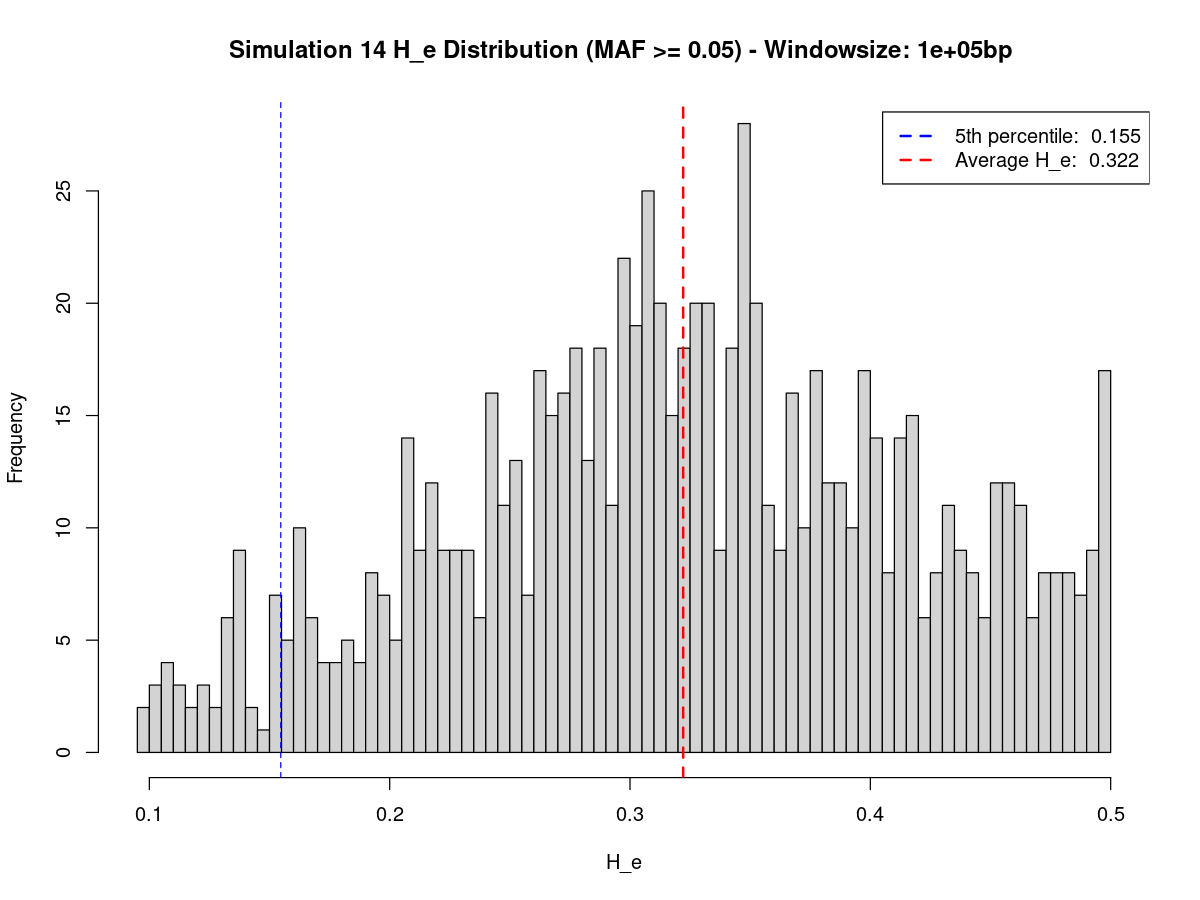 Simulation 14 H_e Distribution (MAF >= 0.05) - Windowsize: 1e+05bp
5th percentile:  0.155
Average H_e:  0.322
Frequency
25
20
15
10
5
0
0.1
0.2
0.3
0.4
0.5
H_e